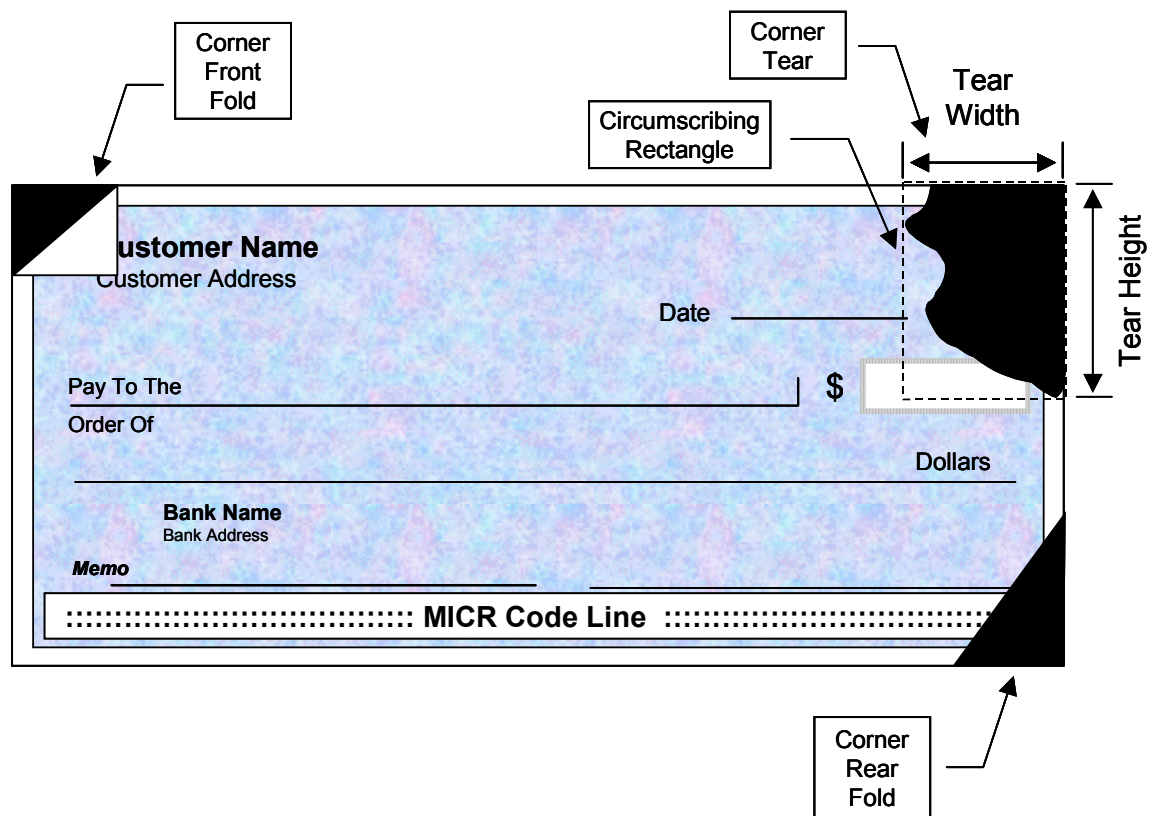 Corner
Front
Fold
Corner
Tear
Tear
Width
Circumscribing
Rectangle
Tear Height
ustomer Name
Customer Address
Date
Pay To The
$
Order Of
Dollars
Bank Name
Bank Address
Memo
MICR Code Line
Corner
Rear
Fold